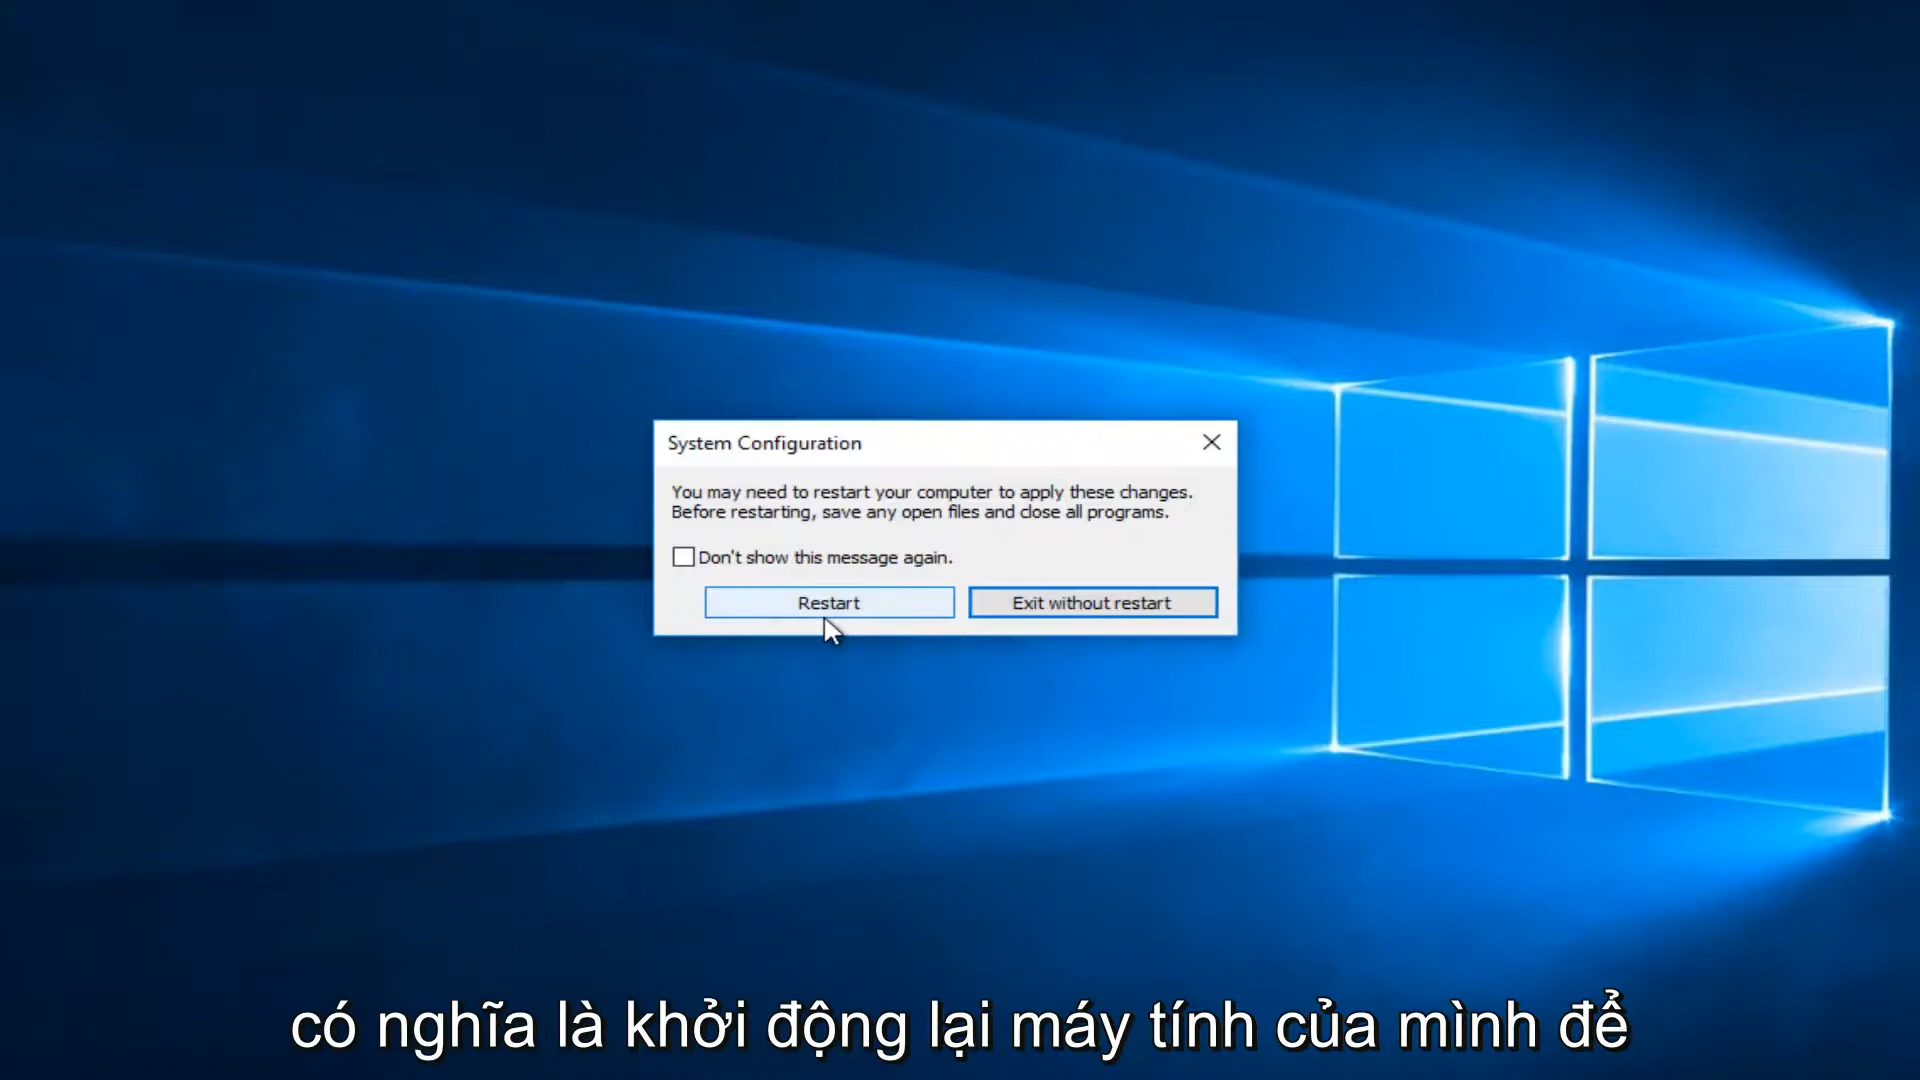 System Configuration
You may need to restart your computer to apply these changes.
Before restarting, save any open files and close all programs.
Don't show this message again.
Restart
Exit without restart
có nghĩa là khởi động lại máy tính của mình để